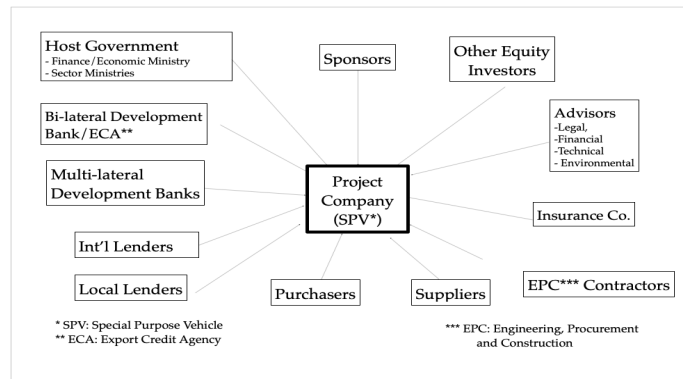 Host Government
- Finance/Economic Ministry
- Sector Ministries
Sponsors
Other Equity
Investors
Bi-lateral Development
Bank/ECA**
Advisors
-Legal,
-Financial
-Technical
- Environmental
Multi-lateral
Development Banks
Project
Company
(SPV*)
Insurance Co.
Int'l Lenders
Local Lenders
Purchasers
Suppliers
EPC*** Contractors
* SPV: Special Purpose Vehicle
** ECA: Export Credit Agency
*** EPC: Engineering, Procurement
and Construction